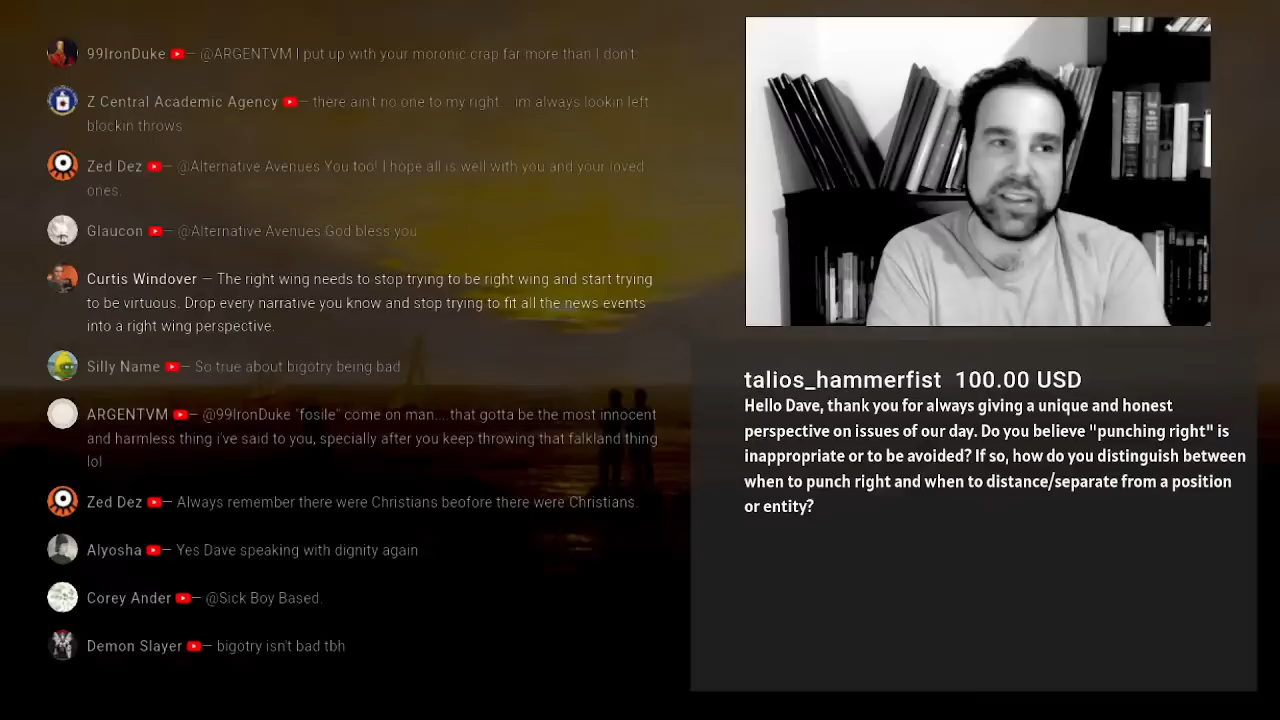 99IronDuke — @ARGENTVM I put up with your moronic crap far more than I don't.
Z Central Academic Agency — there ain't no one to my right.... im always lookin left
blockin throws
Zed Dez — @Alternative Avenues You too! I hope all is well with you and your loved
ones.
Glaucon — @Alternative Avenues God bless you
Curtis Windover — The right wing needs to stop trying to be right wing and start trying
to be virtuous. Drop every narrative you know and stop trying to fit all the news events
into a right wing perspective.
Silly Name — So true about bigotry being bad
ARGENTVM — @99IronDuke "fosile" come on man....that gotta be the most innocent
and harmless thing i've said to you, specially after you keep throwing that falkland thing
lol
Zed Dez — Always remember there were Christians beofore there were Christians.
Alyosha — Yes Dave speaking with dignity again
Corey Ander — @Sick Boy Based.
Demon Slayer — bigotry isn't bad tbh
talios_hammerfist 100.00 USD
Hello Dave, thank you for always giving a unique and honest
perspective on issues of our day. Do you believe "punching right" is
inappropriate or to be avoided? If so, how do you distinguish between
when to punch right and when to distance/separate from a position
or entity?